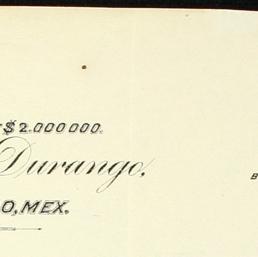 $2.000000.
Durango,
O, MEX.
B